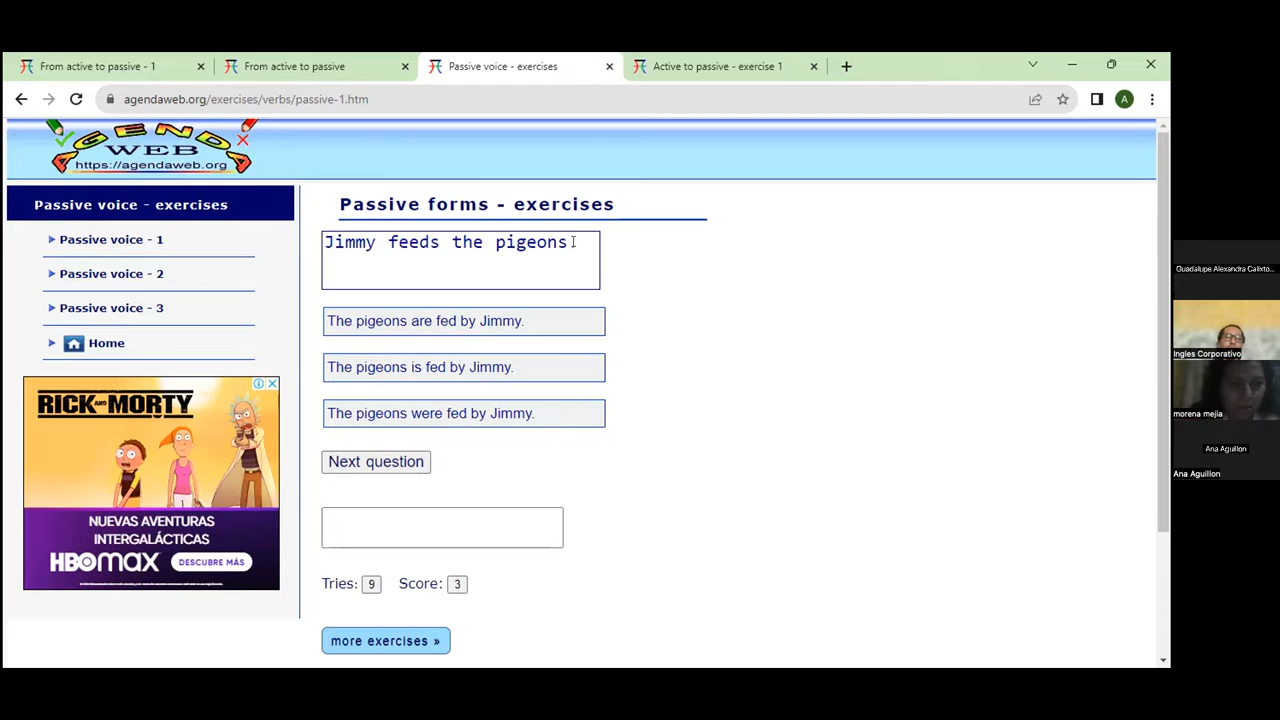 From active to passive - 1
From active to passive
Passive voice - exercises
Active to passive - exercise 1
agendaweb.org/exercises/verbs/passive-1.htm
A
AGENDA
WEB
https://agendaweb.org
Passive voice - exercises
Passive voice - 1
Passive voice - 2
Passive voice - 3
Home
RICK AND MORTY
NUEVAS AVENTURAS
INTERGALÁCTICAS
HBOMAX
DESCUBRE MÁS
Passive forms - exercises
Jimmy feeds the pigeons
The pigeons are fed by Jimmy.
The pigeons is fed by Jimmy.
The pigeons were fed by Jimmy.
Next question
Tries: 9 Score: 3
more exercises »
Guadalupe Alexandra Calixto...
Ingles Corporativo
morena mejia
Ana Aguillon
Ana Aguillon